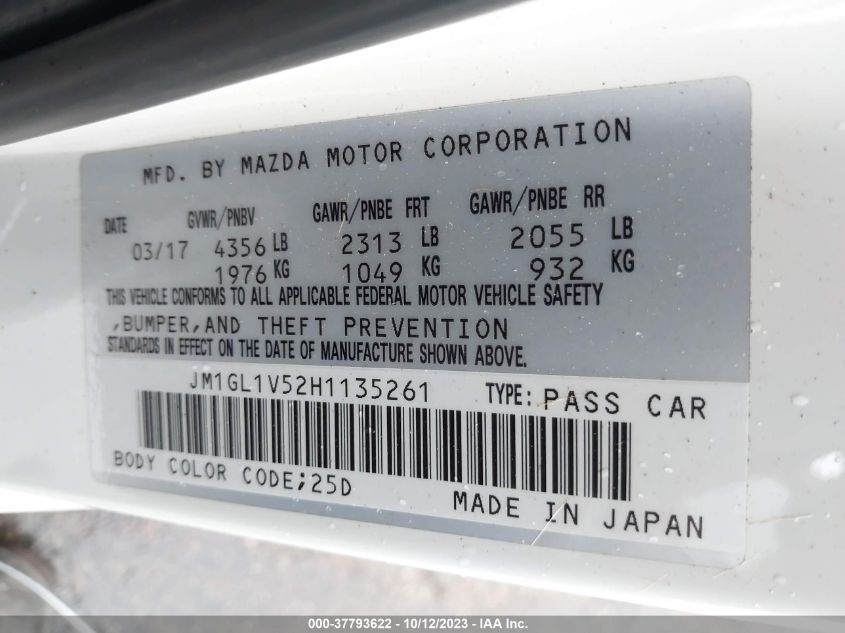 MFD. BY MAZDA MOTOR CORPORATION
DATE GVWR/PNBV GAWR/PNBE FRT GAWR/PNBE RR
03/17 4356 LB 2313 LB 2055 LB
1976 KG 1049 KG 932 KG
THIS VEHICLE CONFORMS TO ALL APPLICABLE FEDERAL MOTOR VEHICLE SAFETY
,BUMPER,AND THEFT PREVENTION
STANDARDS IN EFFECT ON THE DATE OF MANUFACTURE SHOWN ABOVE.
JM1GL1V52H1135261 TYPE: PASS CAR
BODY COLOR CODE;25D
MADE IN JAPAN
000-37793622 - 10/12/2023 - IAA Inc.